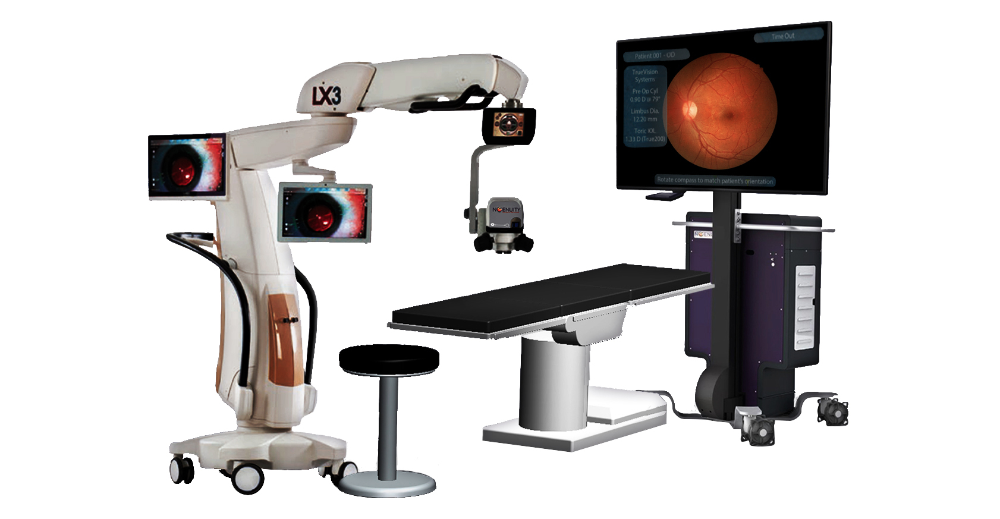 LX3
NGENUITY
Time Out
Patient 001 - OD
TrueVision
Systems
Pre Op Cyl
0.90 D @ 79°
Limbus Dia.
12.20 mm
Toric IOL
1.33 D (True200)
Rotate compass to match patient's orientation
NGENU